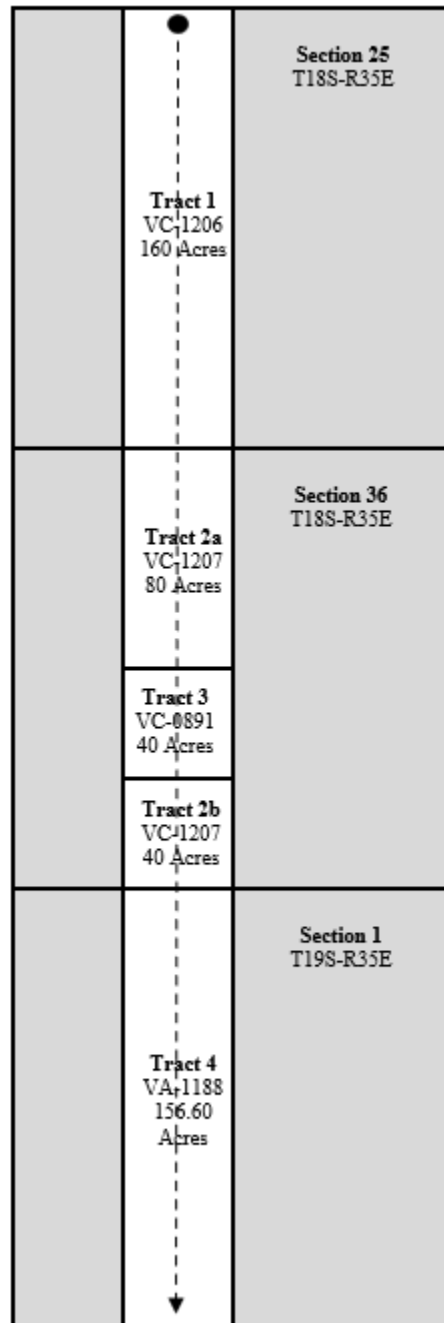 Section 25
T18S-R35E
Tract 1
VC-1206
160 Acres
Section 36
T18S-R35E
Tract 2a
VC-1207
80 Acres
Tract 3
VC-0891
40 Acres
Tract 2b
VC-1207
40 Acres
Section 1
T19S-R35E
Tract 4
VA-1188
156.60
Acres